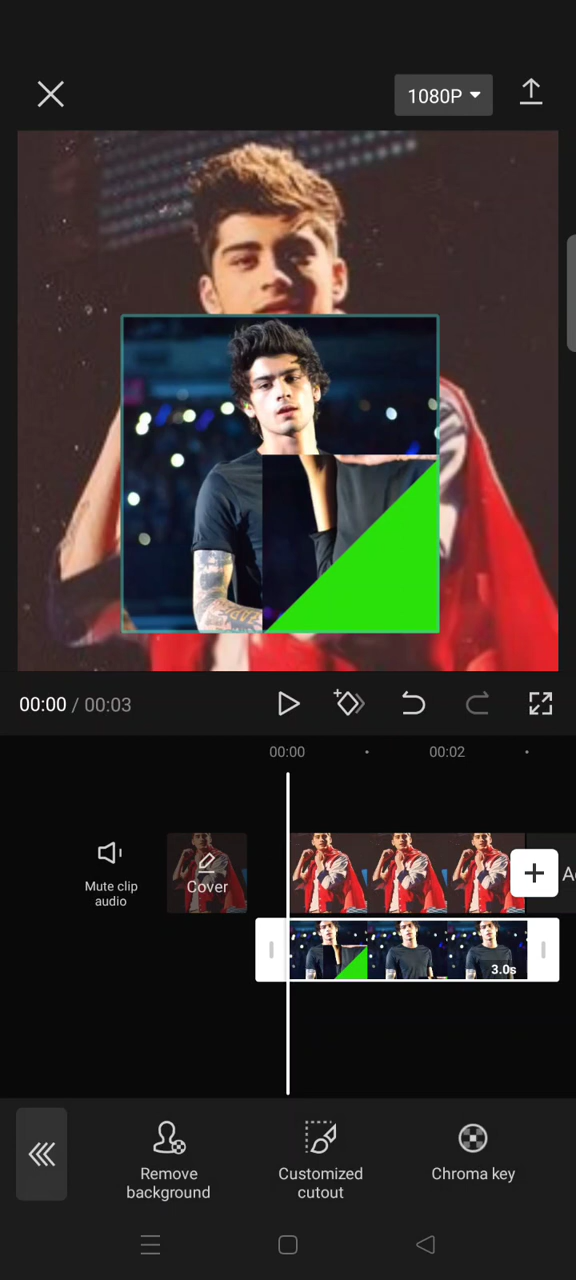 1080P
00:00 / 00:03
00:00
00:02
Mute clip
audio
Cover
A
3.0s
Remove
background
Customized
cutout
Chroma key